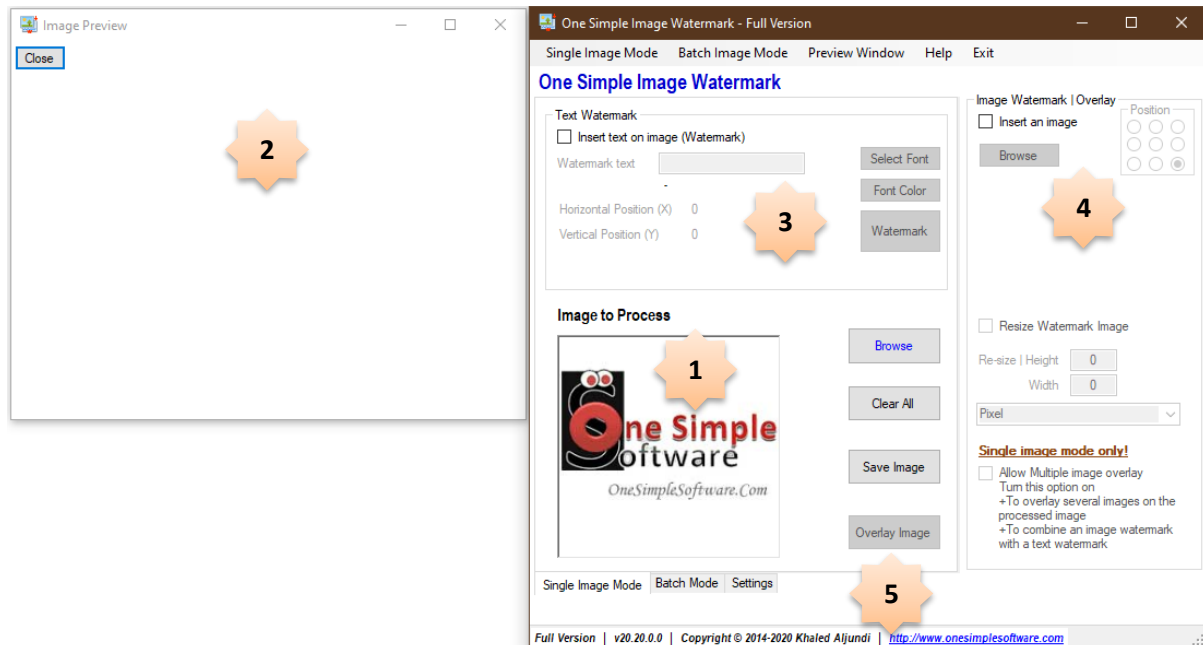 Image Preview
Close
2
One Simple Image Watermark - Full Version
Single Image Mode Batch Image Mode Preview Window Help Exit
One Simple Image Watermark
Text Watermark
Insert text on image (Watermark)
Watermark text
Select Font
-
Font Color
Horizontal Position (X) 0
Vertical Position (Y) 0
Watermark
3
Image to Process
1
One Simple
Software
OneSimpleSoftware.Com
Browse
Clear All
Save Image
Overlay Image
5
Image Watermark | Overlay
Insert an image
Position
Browse
4
Resize Watermark Image
Re-size | Height 0
Width 0
Pixel
Single image mode only!
Allow Multiple image overlay
Turn this option on
+To overlay several images on the
processed image
+To combine an image watermark
with a text watermark
Single Image Mode Batch Mode Settings
Full Version | v20.20.0.0 | Copyright © 2014-2020 Khaled Aljundi | http://www.onesimplesoftware.com